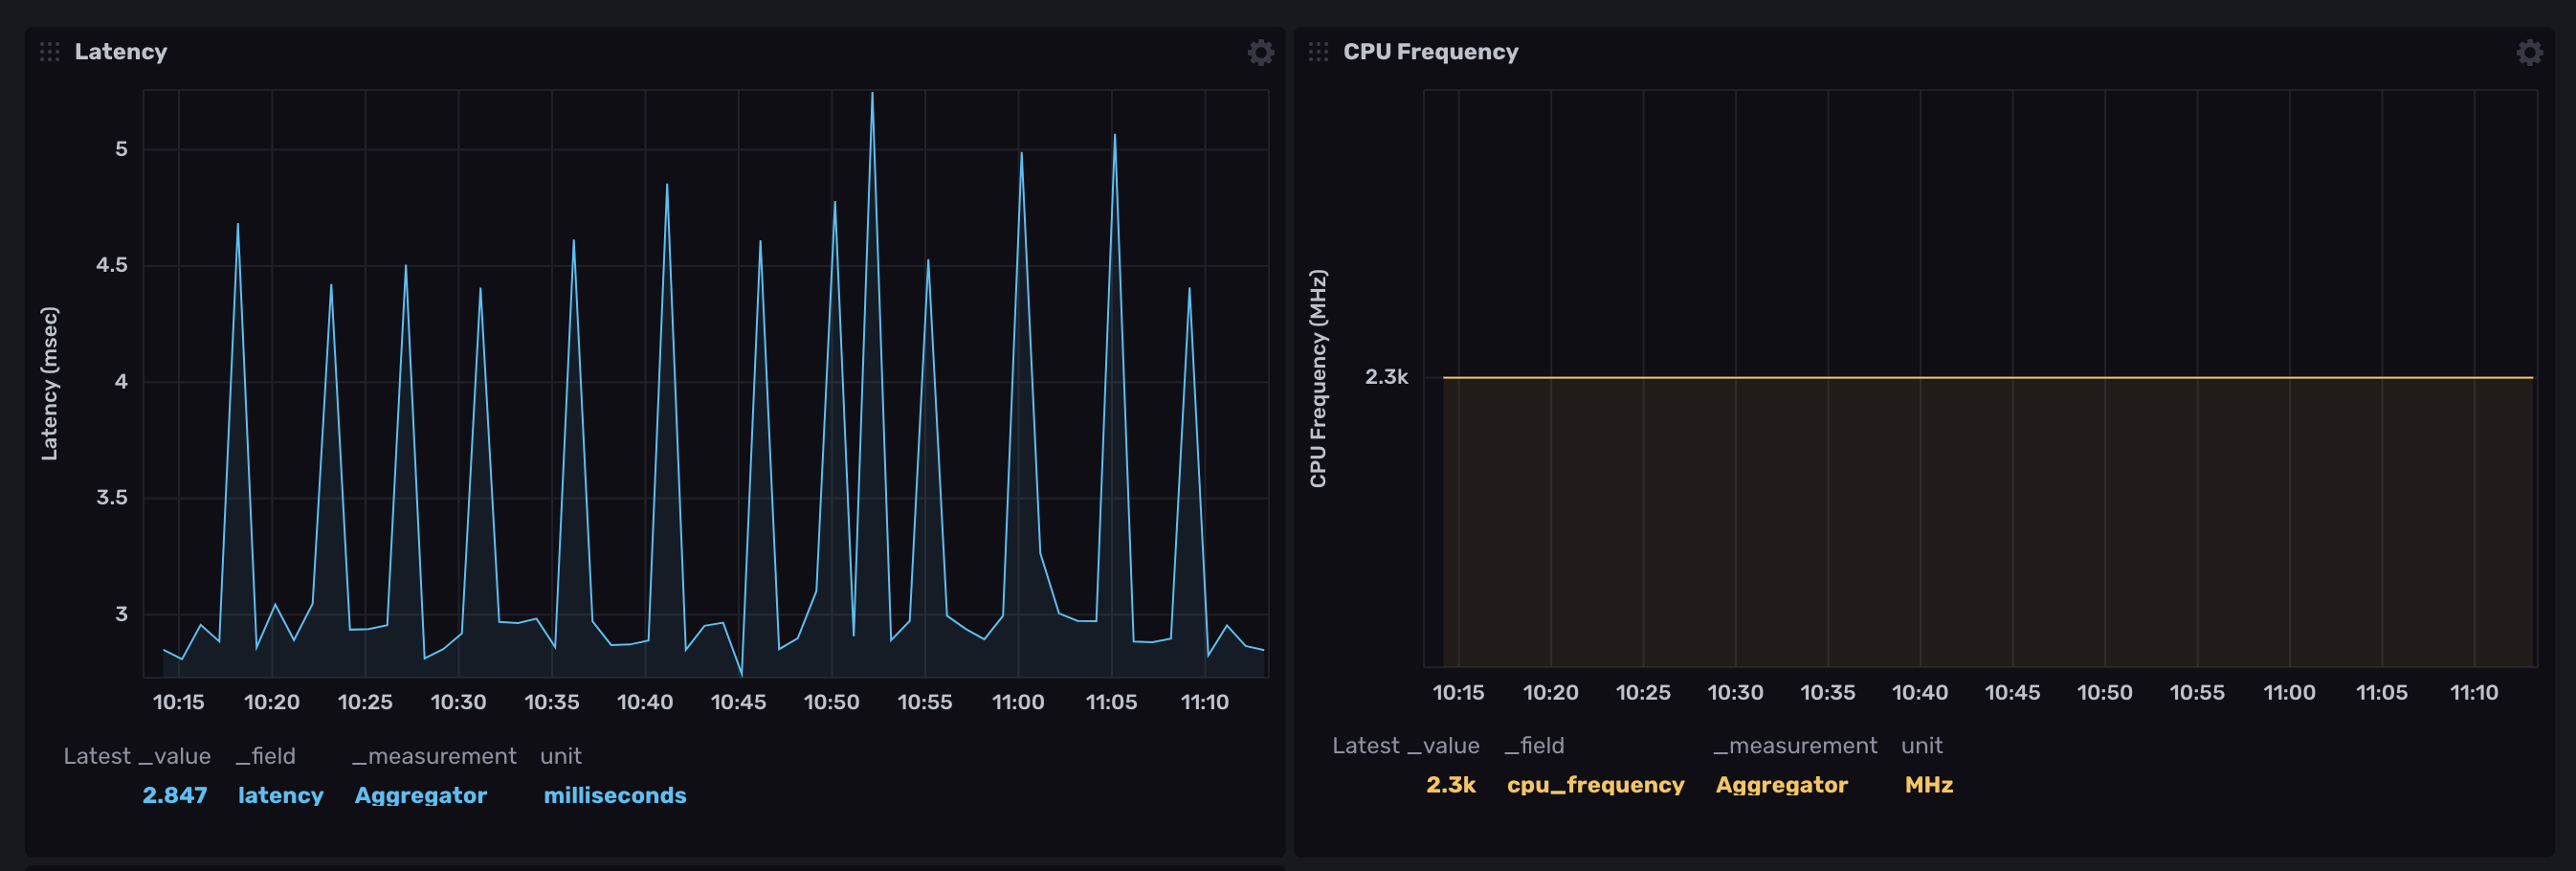 Latency
Latency (msec)
5
4.5
4
3.5
3
10:15 10:20 10:25 10:30 10:35 10:40 10:45 10:50 10:55 11:00 11:05 11:10
Latest _value _field _measurement unit
2.847 latency Aggregator milliseconds
CPU Frequency
CPU Frequency (MHz)
2.3k
10:15 10:20 10:25 10:30 10:35 10:40 10:45 10:50 10:55 11:00 11:05 11:10
Latest _value _field _measurement unit
2.3k cpu_frequency Aggregator MHz